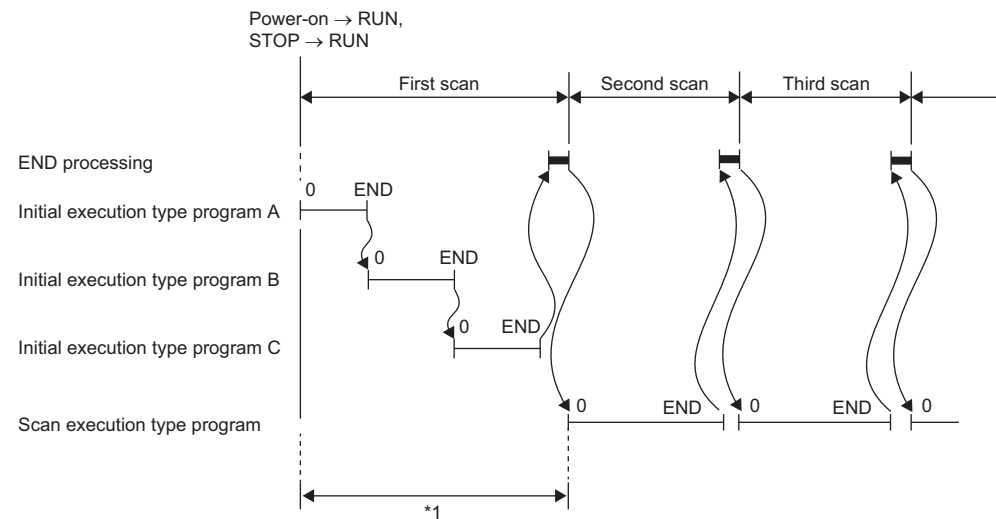 Power-on → RUN,
STOP → RUN
First scan
Second scan
Third scan
END processing
0 END
Initial execution type program A
0 END
Initial execution type program B
0 END
Initial execution type program C
0 END 0 END 0
Scan execution type program
*1